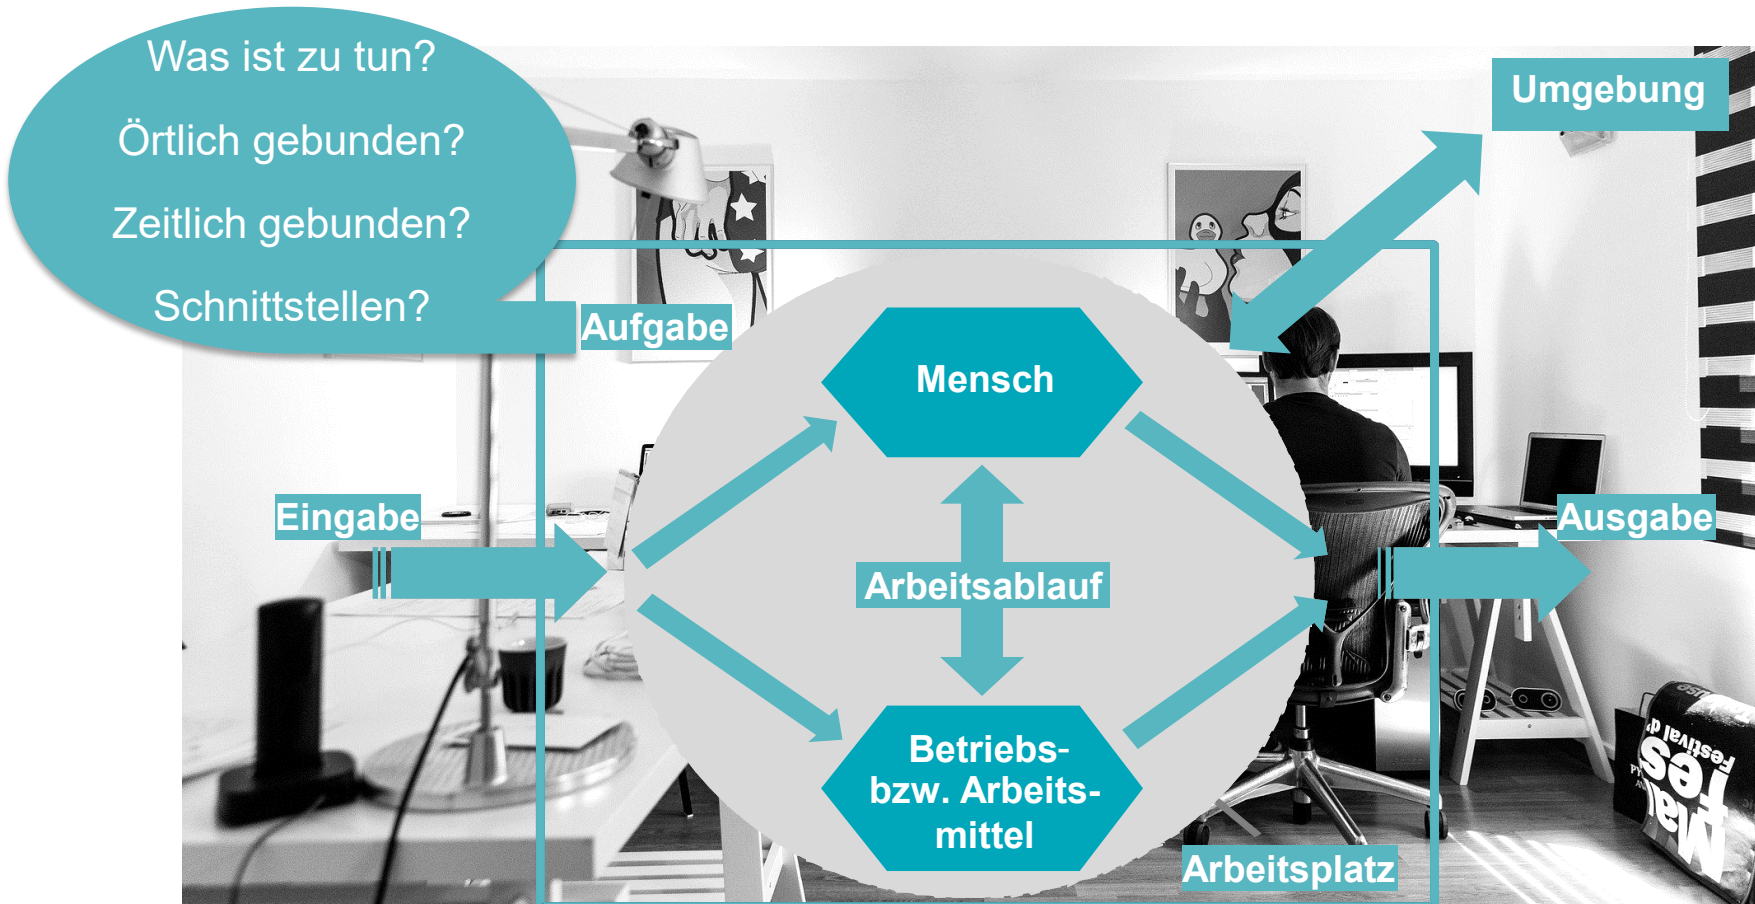 Was ist zu tun?
Örtlich gebunden?
Zeitlich gebunden?
Schnittstellen?
Umgebung
Aufgabe
Mensch
Eingabe
Ausgabe
Arbeitsablauf
Betriebs-
bzw. Arbeits-
mittel
Arbeitsplatz
Festival d'